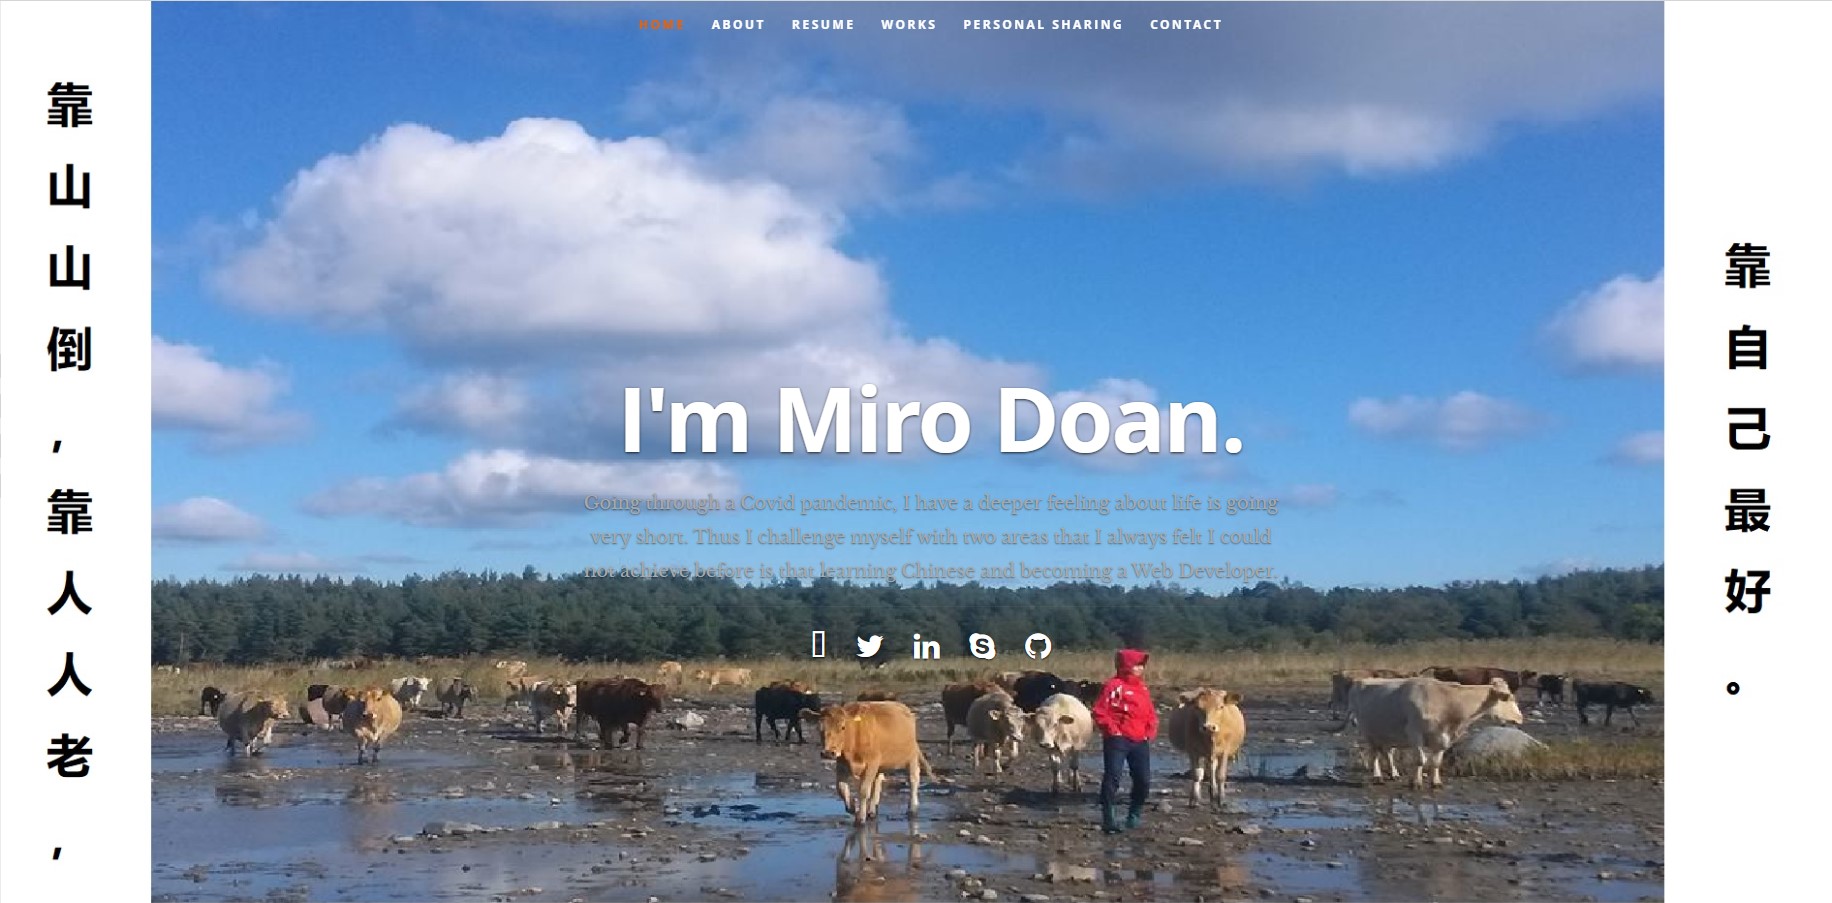 HOME ABOUT RESUME WORKS PERSONAL SHARING CONTACT
靠山山倒,靠人人老,
I'm Miro Doan.
Going through a Covid pandemic, I have a deeper feeling about life is going
very short. Thus I challenge myself with two areas that I always felt I could
not achieve before is that learning Chinese and becoming a Web Developer.
in
靠自己最好。